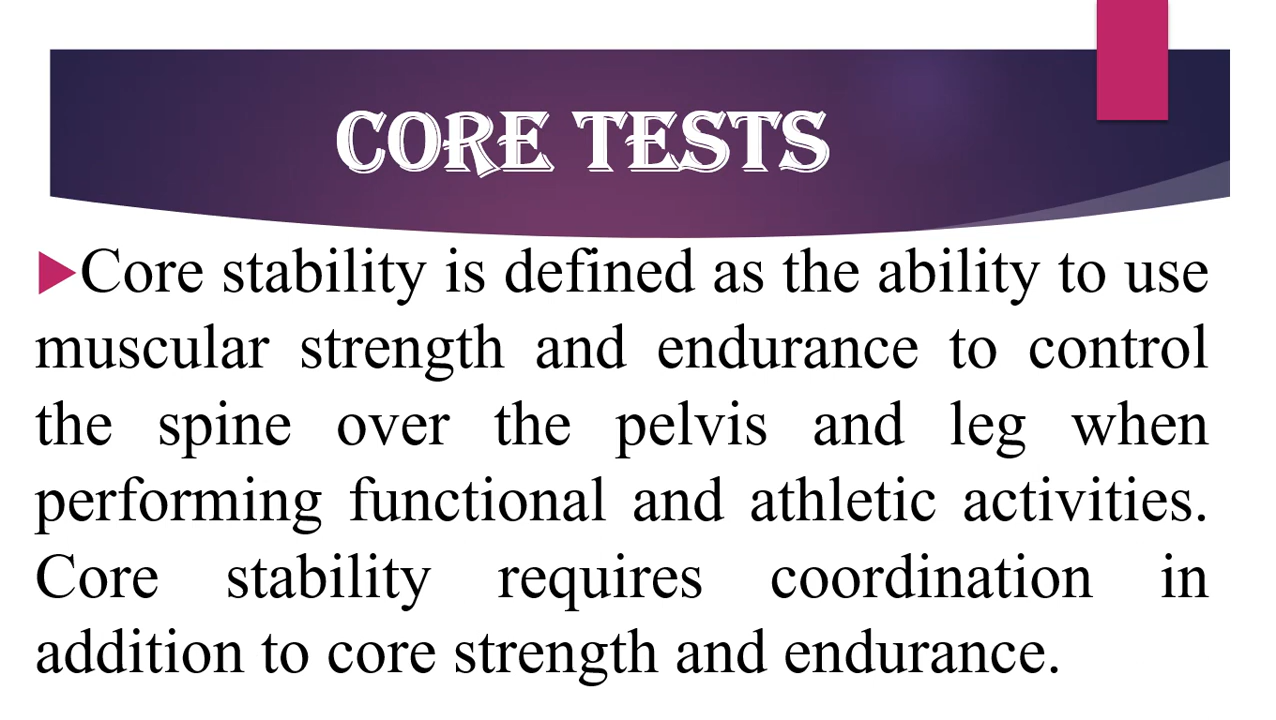 CORE TESTS
Core stability is defined as the ability to use
muscular strength and endurance to control
the spine over the pelvis and leg when
performing functional and athletic activities.
Core stability requires coordination in
addition to core strength and endurance.